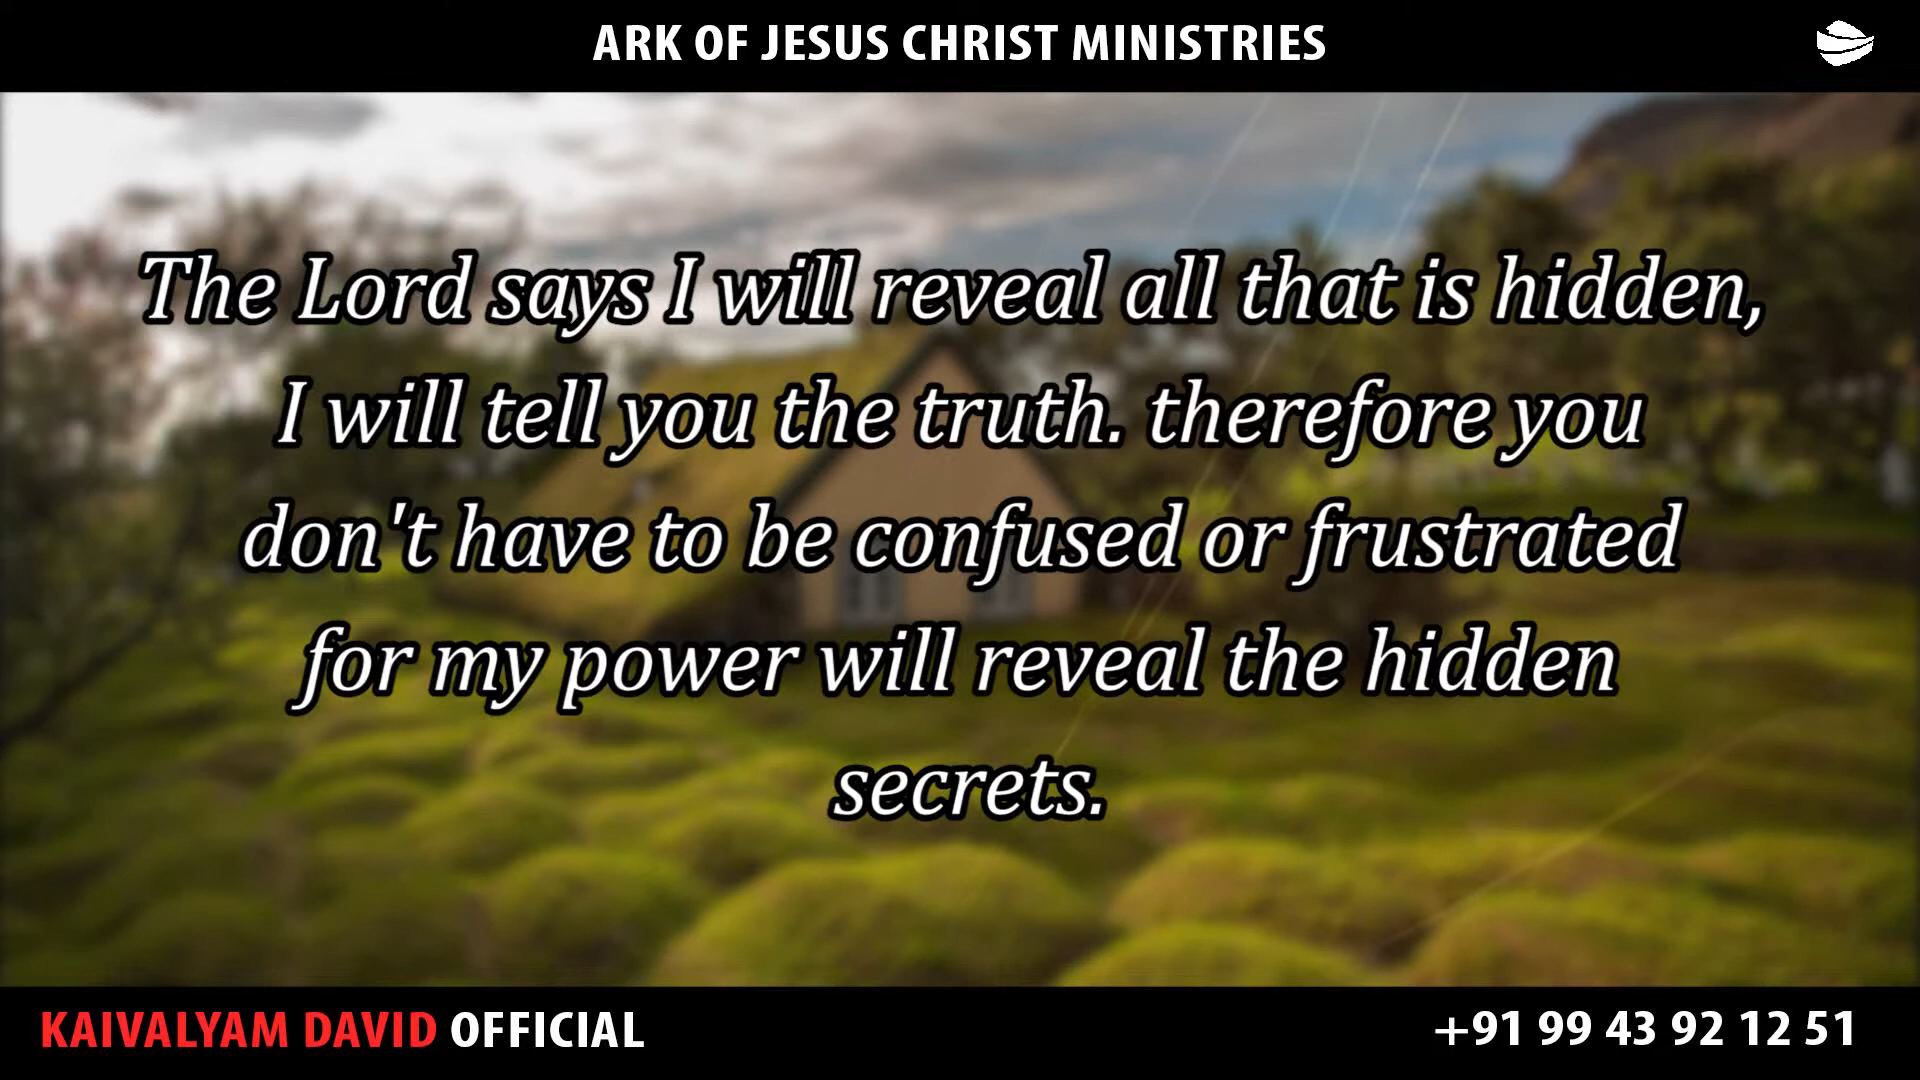 ARK OF JESUS CHRIST MINISTRIES
The Lord says I will reveal all that is hidden,
I will tell you the truth. therefore you
don't have to be confused or frustrated
for my power will reveal the hidden
secrets.
KAIVALYAM DAVID OFFICIAL
+91 99 43 92 12 51